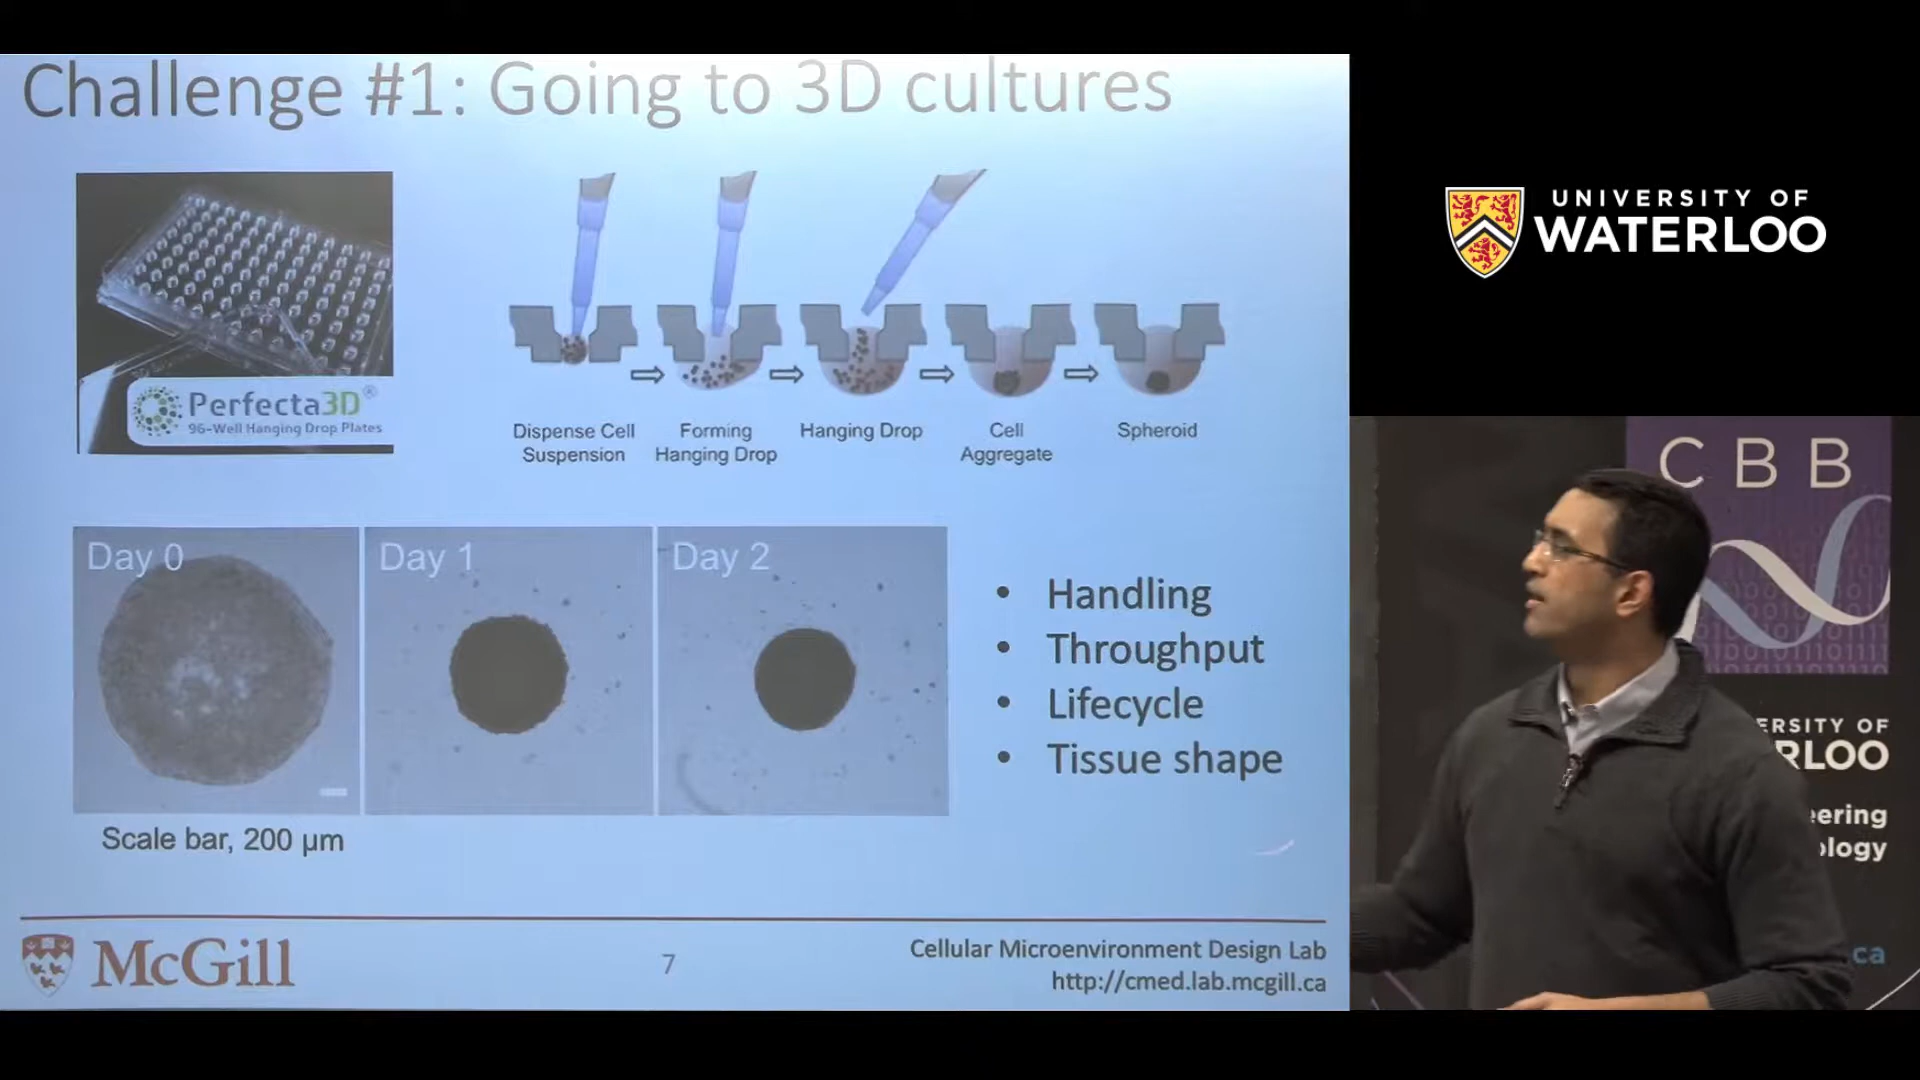 Challenge #1: Going to 3D cultures
Perfecta3D®
96-Well Hanging Drop Plates
Dispense Cell
Suspension
Forming
Hanging Drop
Hanging Drop
Cell
Aggregate
Spheroid
Day 0
Day 1
Day 2
Scale bar, 200 µm
• Handling
• Throughput
• Lifecycle
• Tissue shape
McGill
7
Cellular Microenvironment Design Lab
http://cmed.lab.mcgill.ca
UNIVERSITY OF
WATERLOO
CBB
ERSITY OF
RLOO
eering
ology
ca